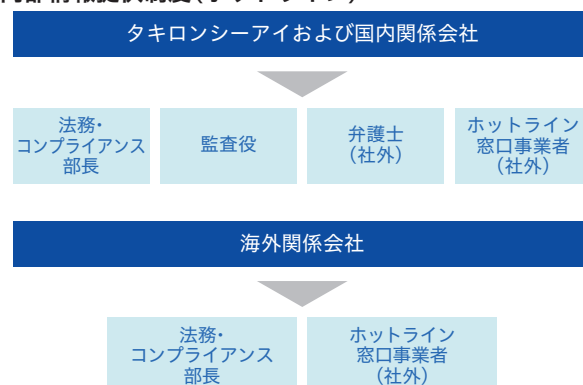 タキロンシーアイおよび国内関係会社
法務・
コンプライアンス
部長
監査役
弁護士
（社外）
ホットライン
窓口事業者
（社外）
海外関係会社
法務・
コンプライアンス
部長
ホットライン
窓口事業者
（社外）